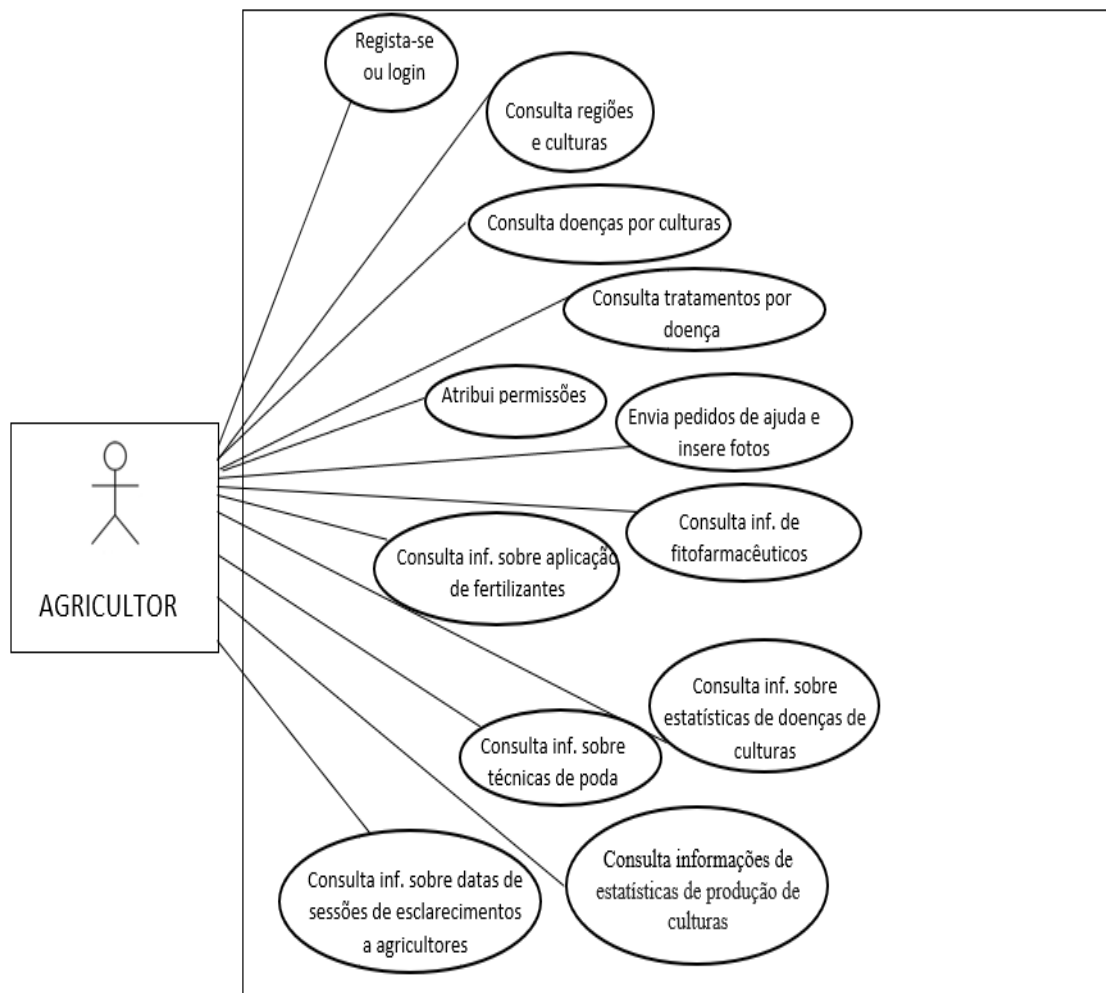 Regista-se
ou login
Consulta regiões
e culturas
Consulta doenças por culturas
Consulta tratamentos por
doença
Atribui permissões
Envia pedidos de ajuda e
insere fotos
Consulta inf. de
fitofarmacêuticos
Consulta inf. sobre aplicação
de fertilizantes
AGRICULTOR
Consulta inf. sobre
estatísticas de doenças de
culturas
Consulta inf. sobre
técnicas de poda
Consulta informações de
estatísticas de produção de
culturas
Consulta inf. sobre datas de
sessões de esclarecimentos
a agricultores